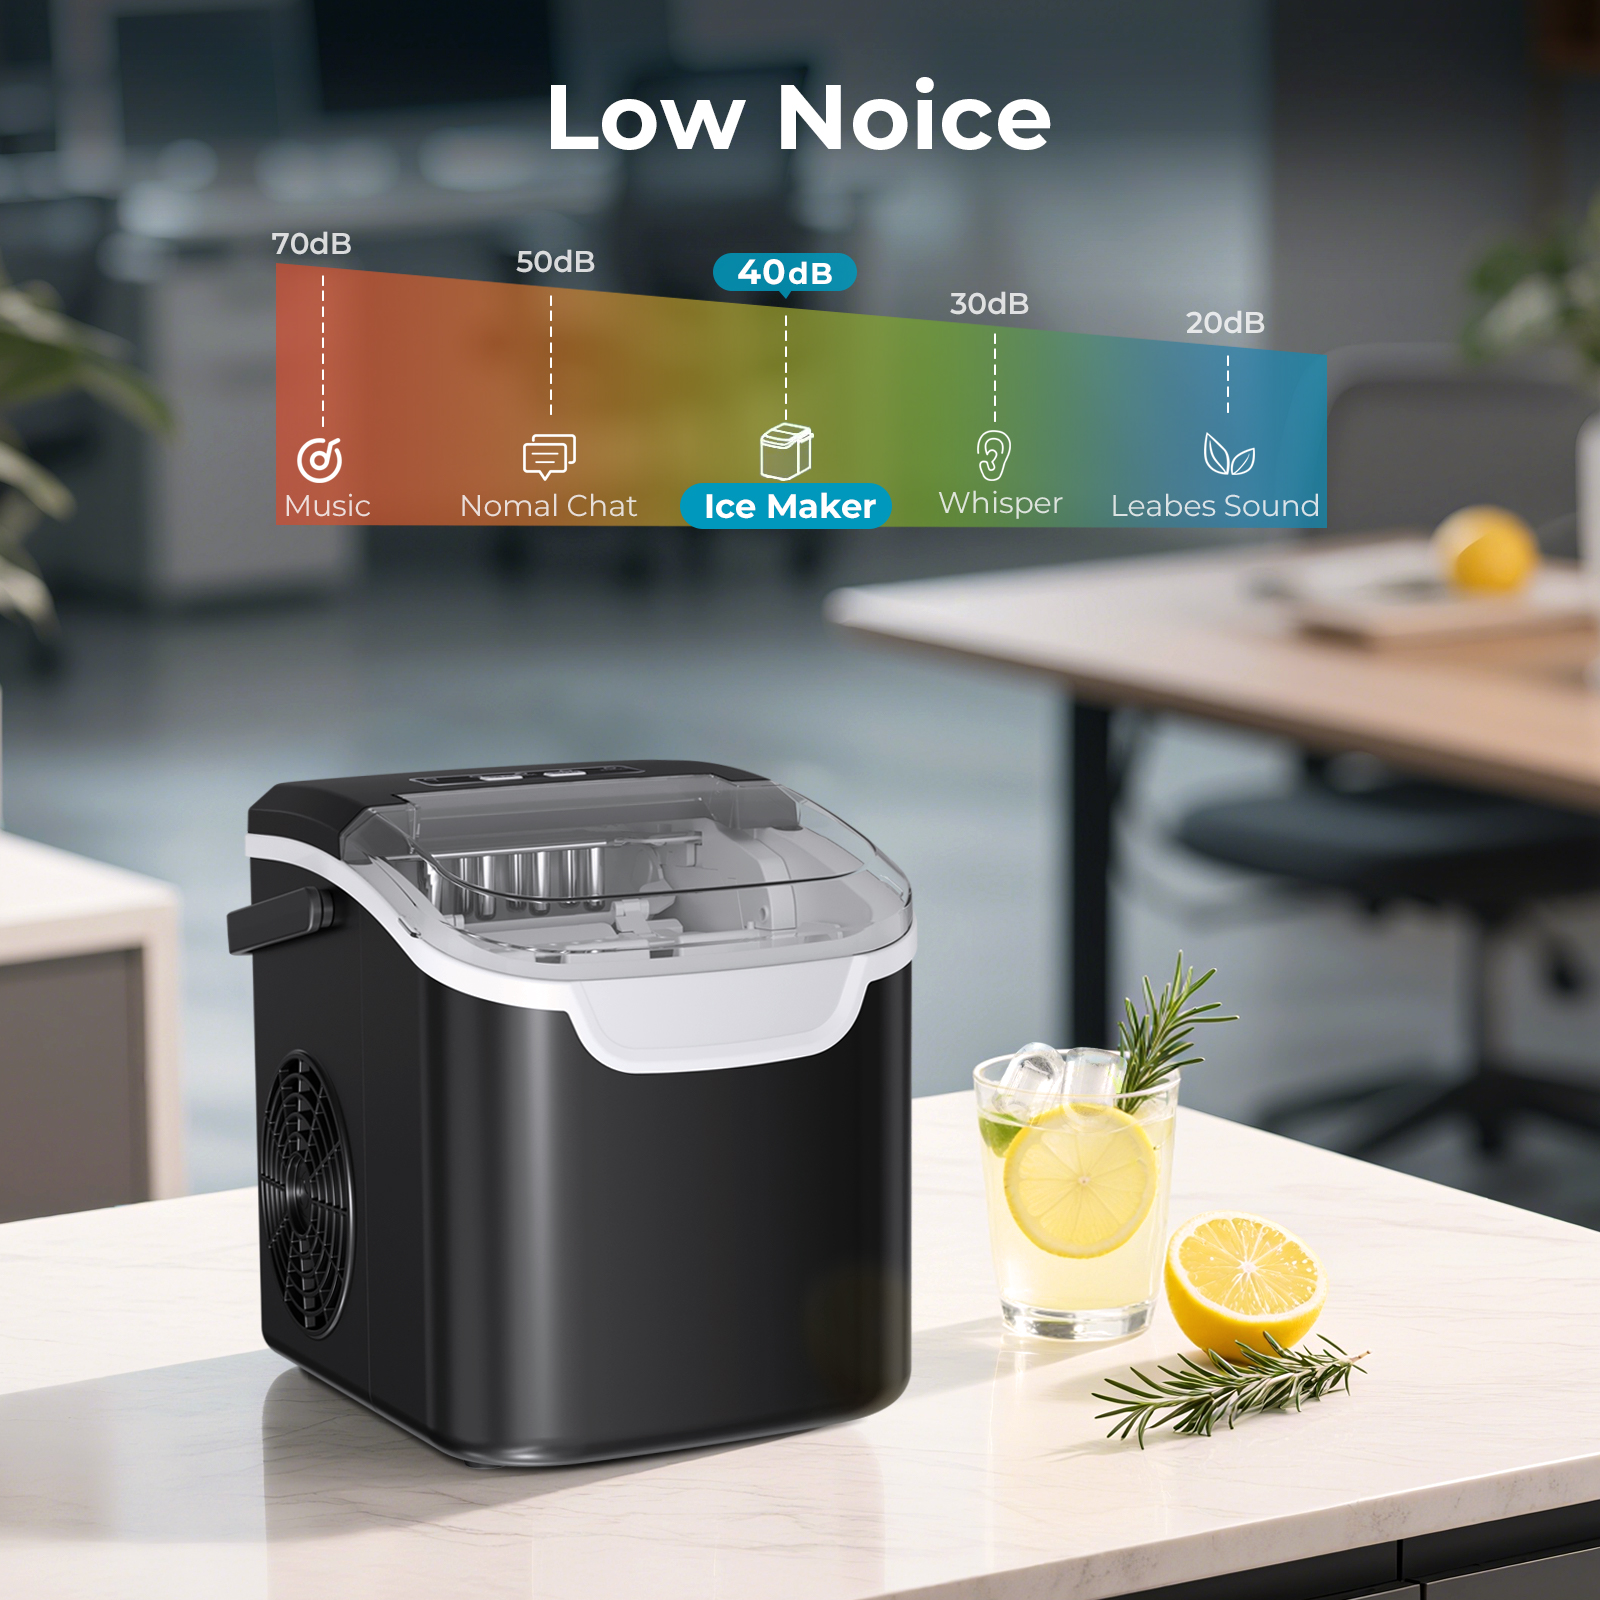 Low Noice
70dB
50dB
40dB
30dB
20dB
Music
Nomal Chat
Ice Maker
Whisper
Leabes Sound